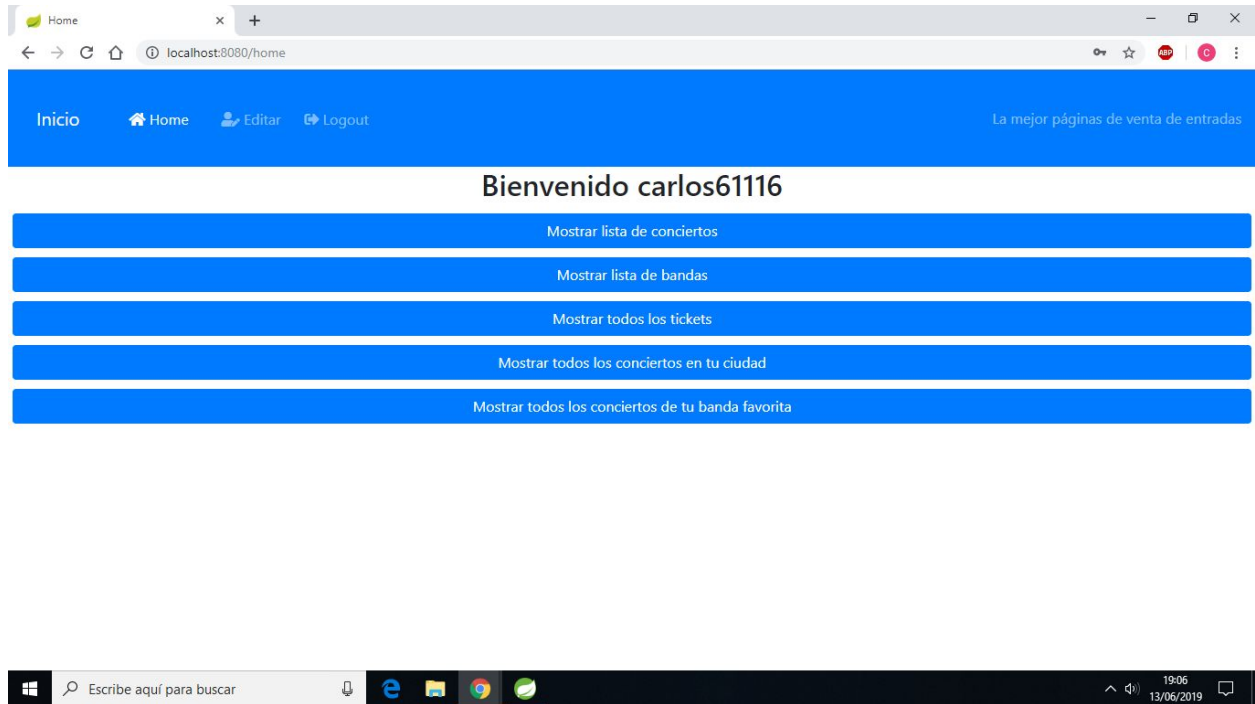 Home
localhost:8080/home
ABP
C
Inicio Home Editar Logout La mejor páginas de venta de entradas
Bienvenido carlos61116
Mostrar lista de conciertos
Mostrar lista de bandas
Mostrar todos los tickets
Mostrar todos los conciertos en tu ciudad
Mostrar todos los conciertos de tu banda favorita
Escribe aquí para buscar
19:06
13/06/2019